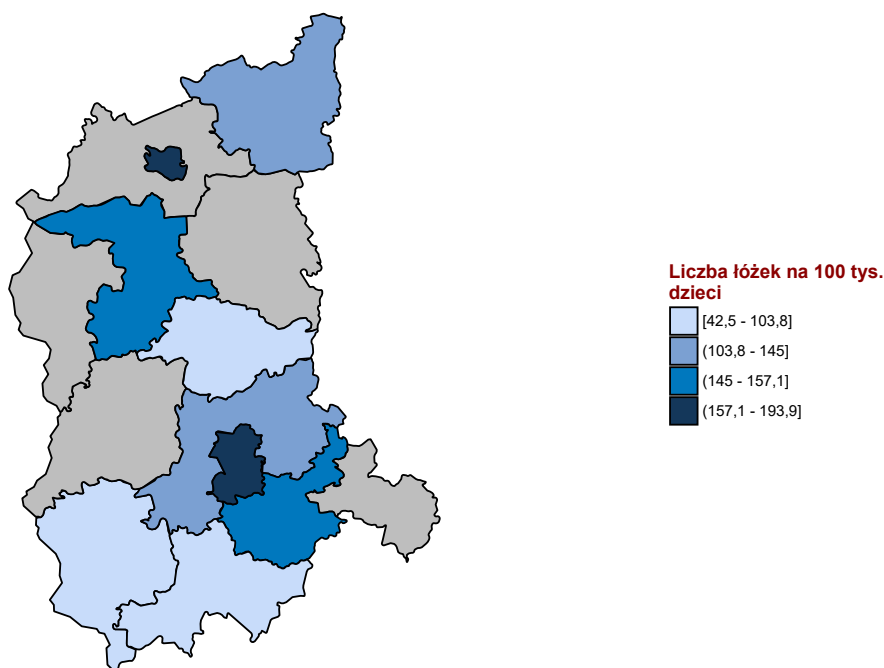 Liczba łóżek na 100 tys.
dzieci
[42,5 - 103,8]
(103,8 - 145]
(145 - 157,1]
(157,1 - 193,9]